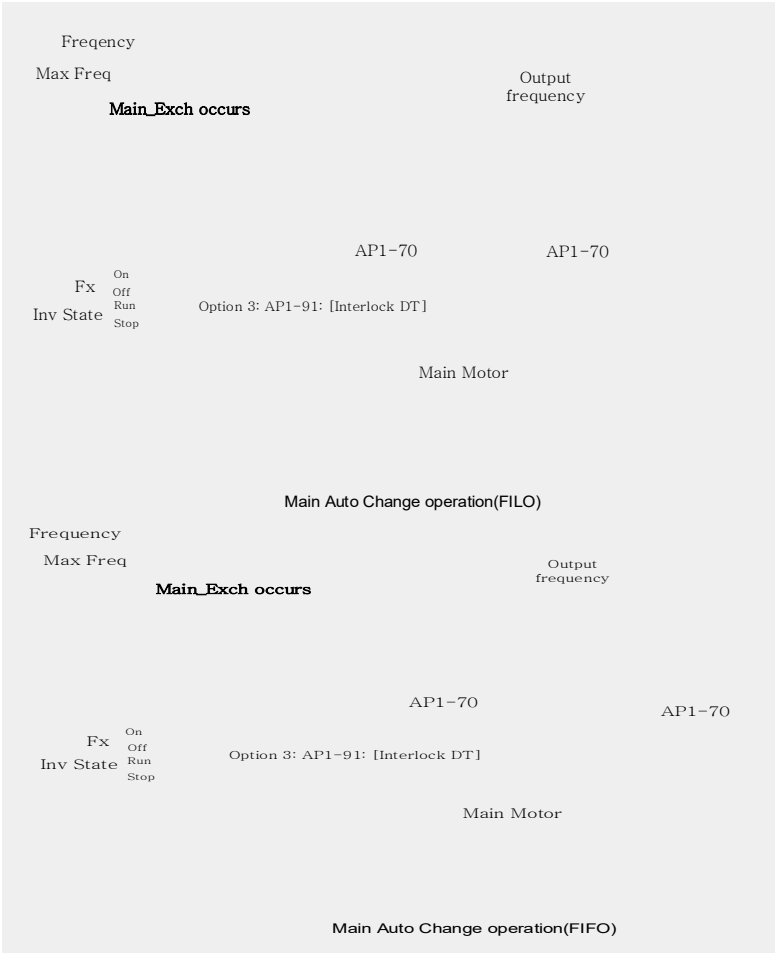 Freqency
Max Freq
Output
frequency
Main_Exch occurs
AP1-70
AP1-70
Fx
On
Off
Inv State
Run
Stop
Option 3: AP1-91: [Interlock DT]
Main Motor
Main Auto Change operation(FILO)
Frequency
Max Freq
Output
frequency
Main_Exch occurs
AP1-70
AP1-70
Fx
On
Off
Inv State
Run
Stop
Option 3: AP1-91: [Interlock DT]
Main Motor
Main Auto Change operation(FIFO)